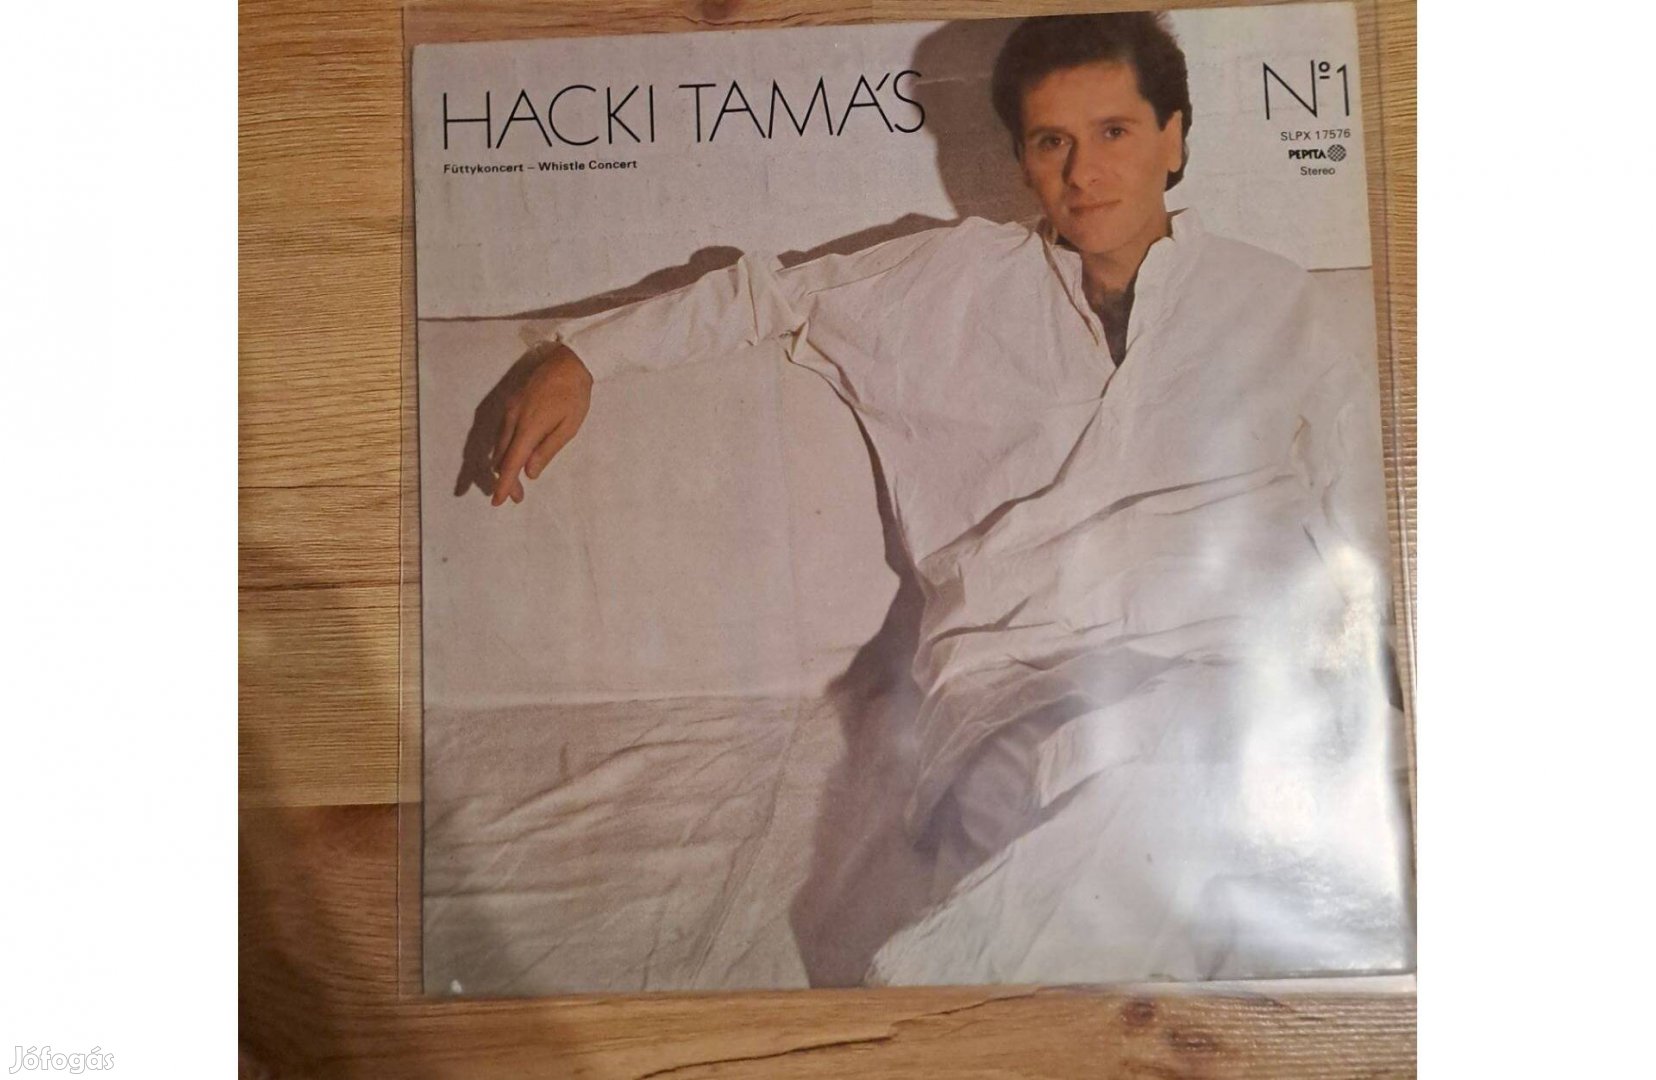 HACKI TAMÁS
Füttykoncert – Whistle Concert
Nº1
SLPX 17576
PEPITA
Stereo
Jófogás